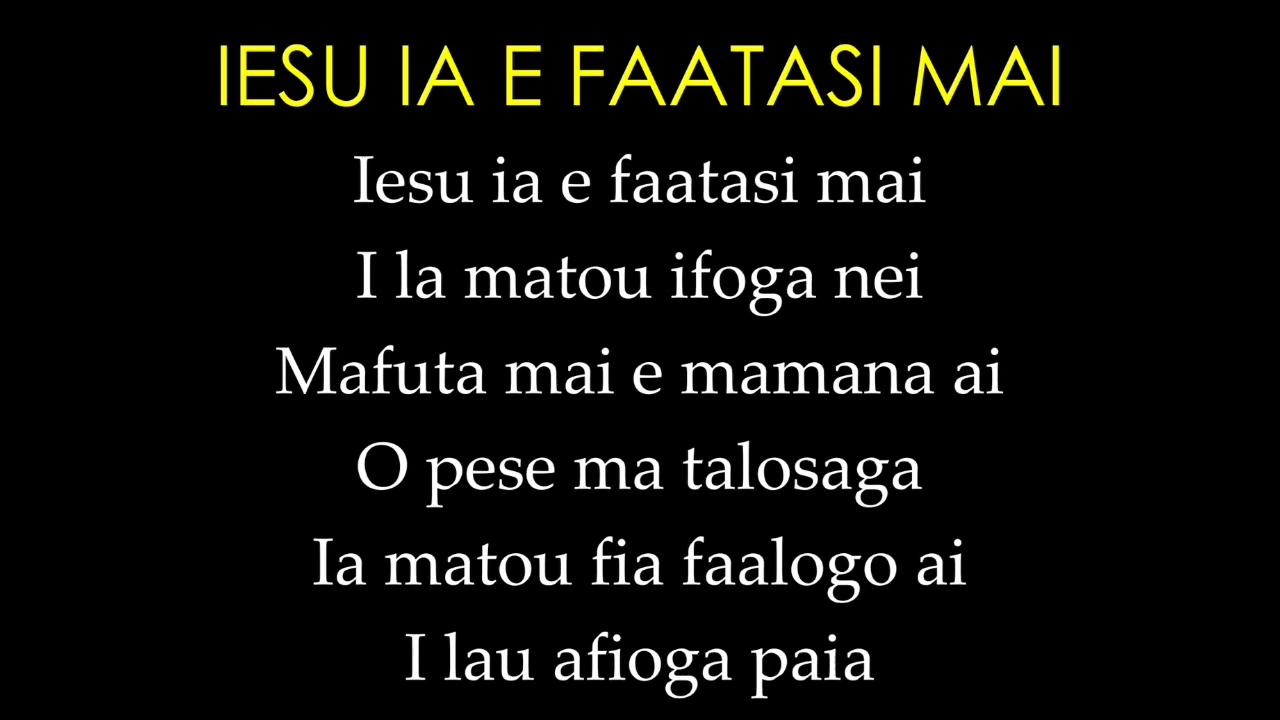 IESU IA E FAATASI MAI
Iesu ia e faatasi mai
I la matou ifoga nei
Mafuta mai e mamana ai
O pese ma talosaga
Ia matou fia faalogo ai
I lau afioga paia